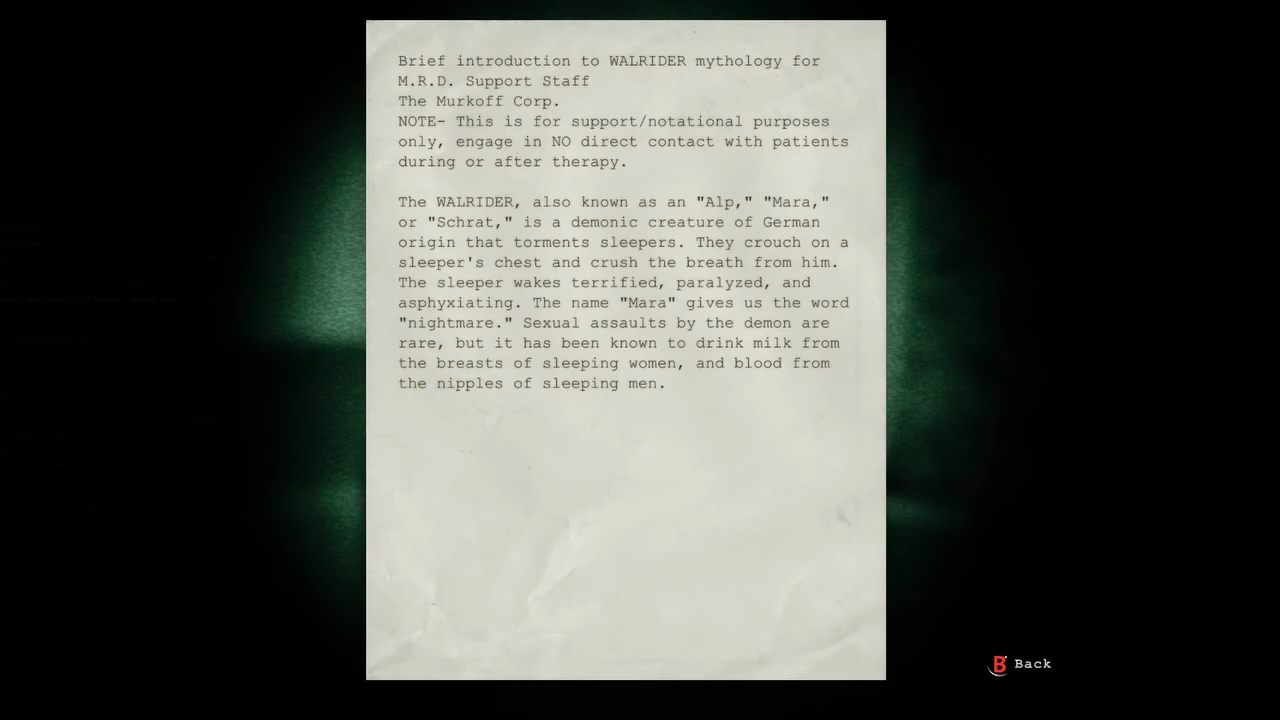 Brief introduction to WALRIDER mythology for
M.R.D. Support Staff
The Murkoff Corp.
NOTE- This is for support/notational purposes
only, engage in NO direct contact with patients
during or after therapy.
The WALRIDER, also known as an "Alp," "Mara,"
or "Schrat," is a demonic creature of German
origin that torments sleepers. They crouch on a
sleeper's chest and crush the breath from him.
The sleeper wakes terrified, paralyzed, and
asphyxiating. The name "Mara" gives us the word
"nightmare." Sexual assaults by the demon are
rare, but it has been known to drink milk from
the breasts of sleeping women, and blood from
the nipples of sleeping men.
B Back